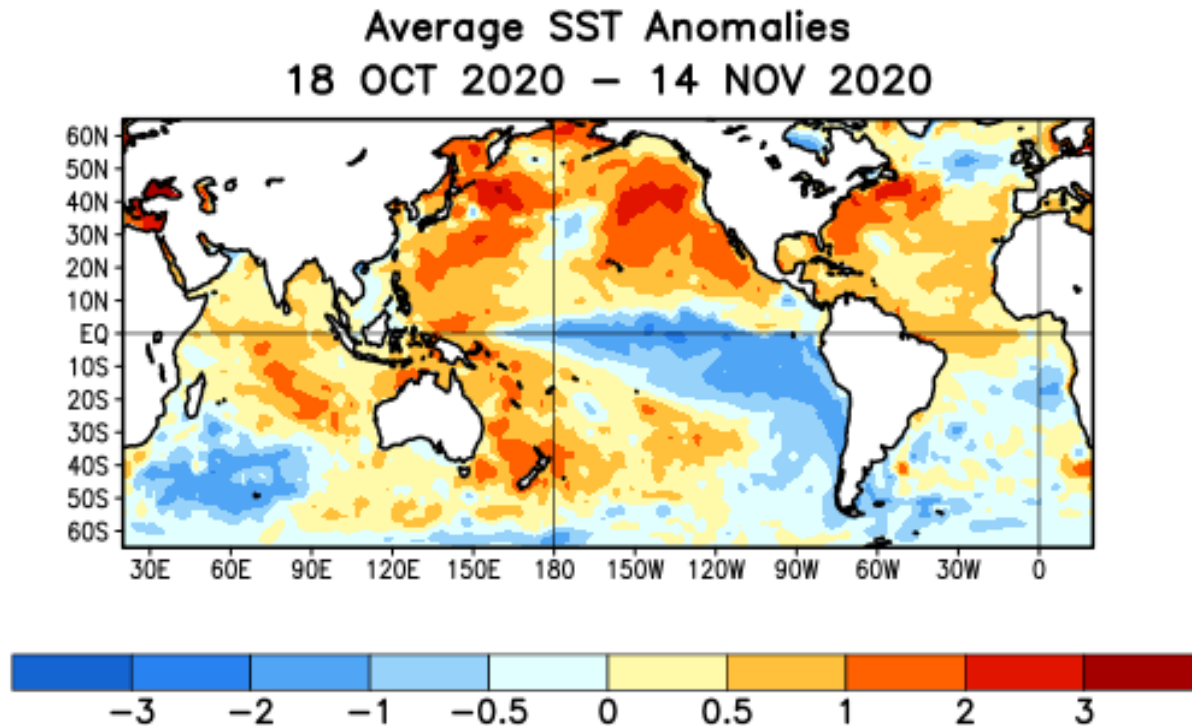 Average SST Anomalies
18 OCT 2020 – 14 NOV 2020
60N
50N
40N
30N
20N
10N
EQ
10S
20S
30S
40S
50S
60S
30E 60E 90E 120E 150E 180 150W 120W 90W 60W 30W 0
−3 −2 −1 −0.5 0 0.5 1 2 3